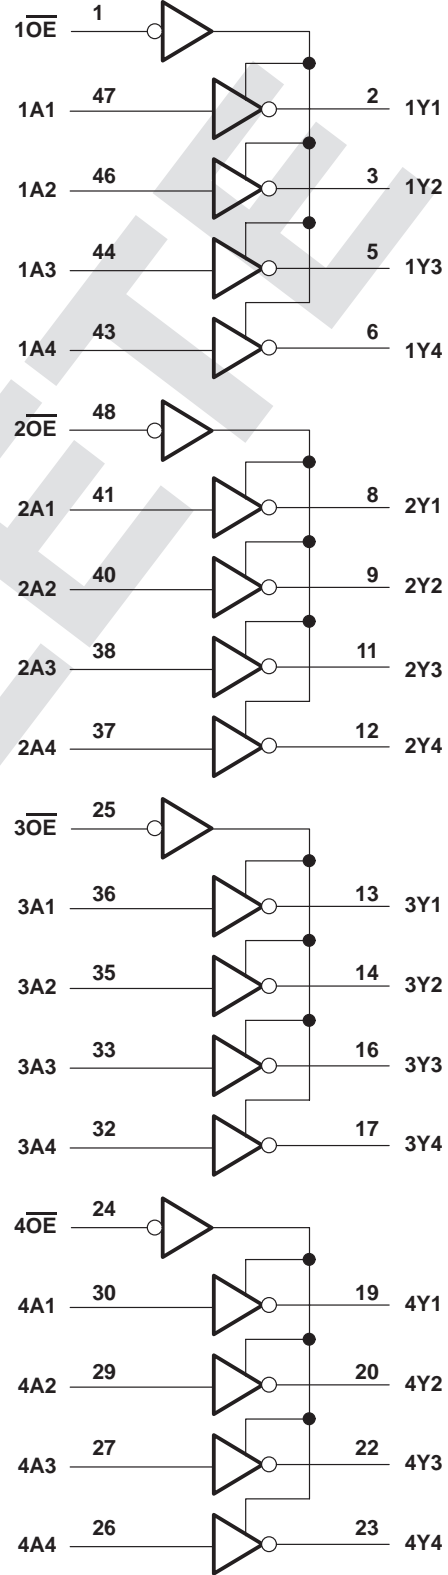 1OE 1
1A1 47 2 1Y1
1A2 46 3 1Y2
1A3 44 5 1Y3
1A4 43 6 1Y4
2OE 48
2A1 41 8 2Y1
2A2 40 9 2Y2
2A3 38 11 2Y3
2A4 37 12 2Y4
3OE 25
3A1 36 13 3Y1
3A2 35 14 3Y2
3A3 33 16 3Y3
3A4 32 17 3Y4
4OE 24
4A1 30 19 4Y1
4A2 29 20 4Y2
4A3 27 22 4Y3
4A4 26 23 4Y4